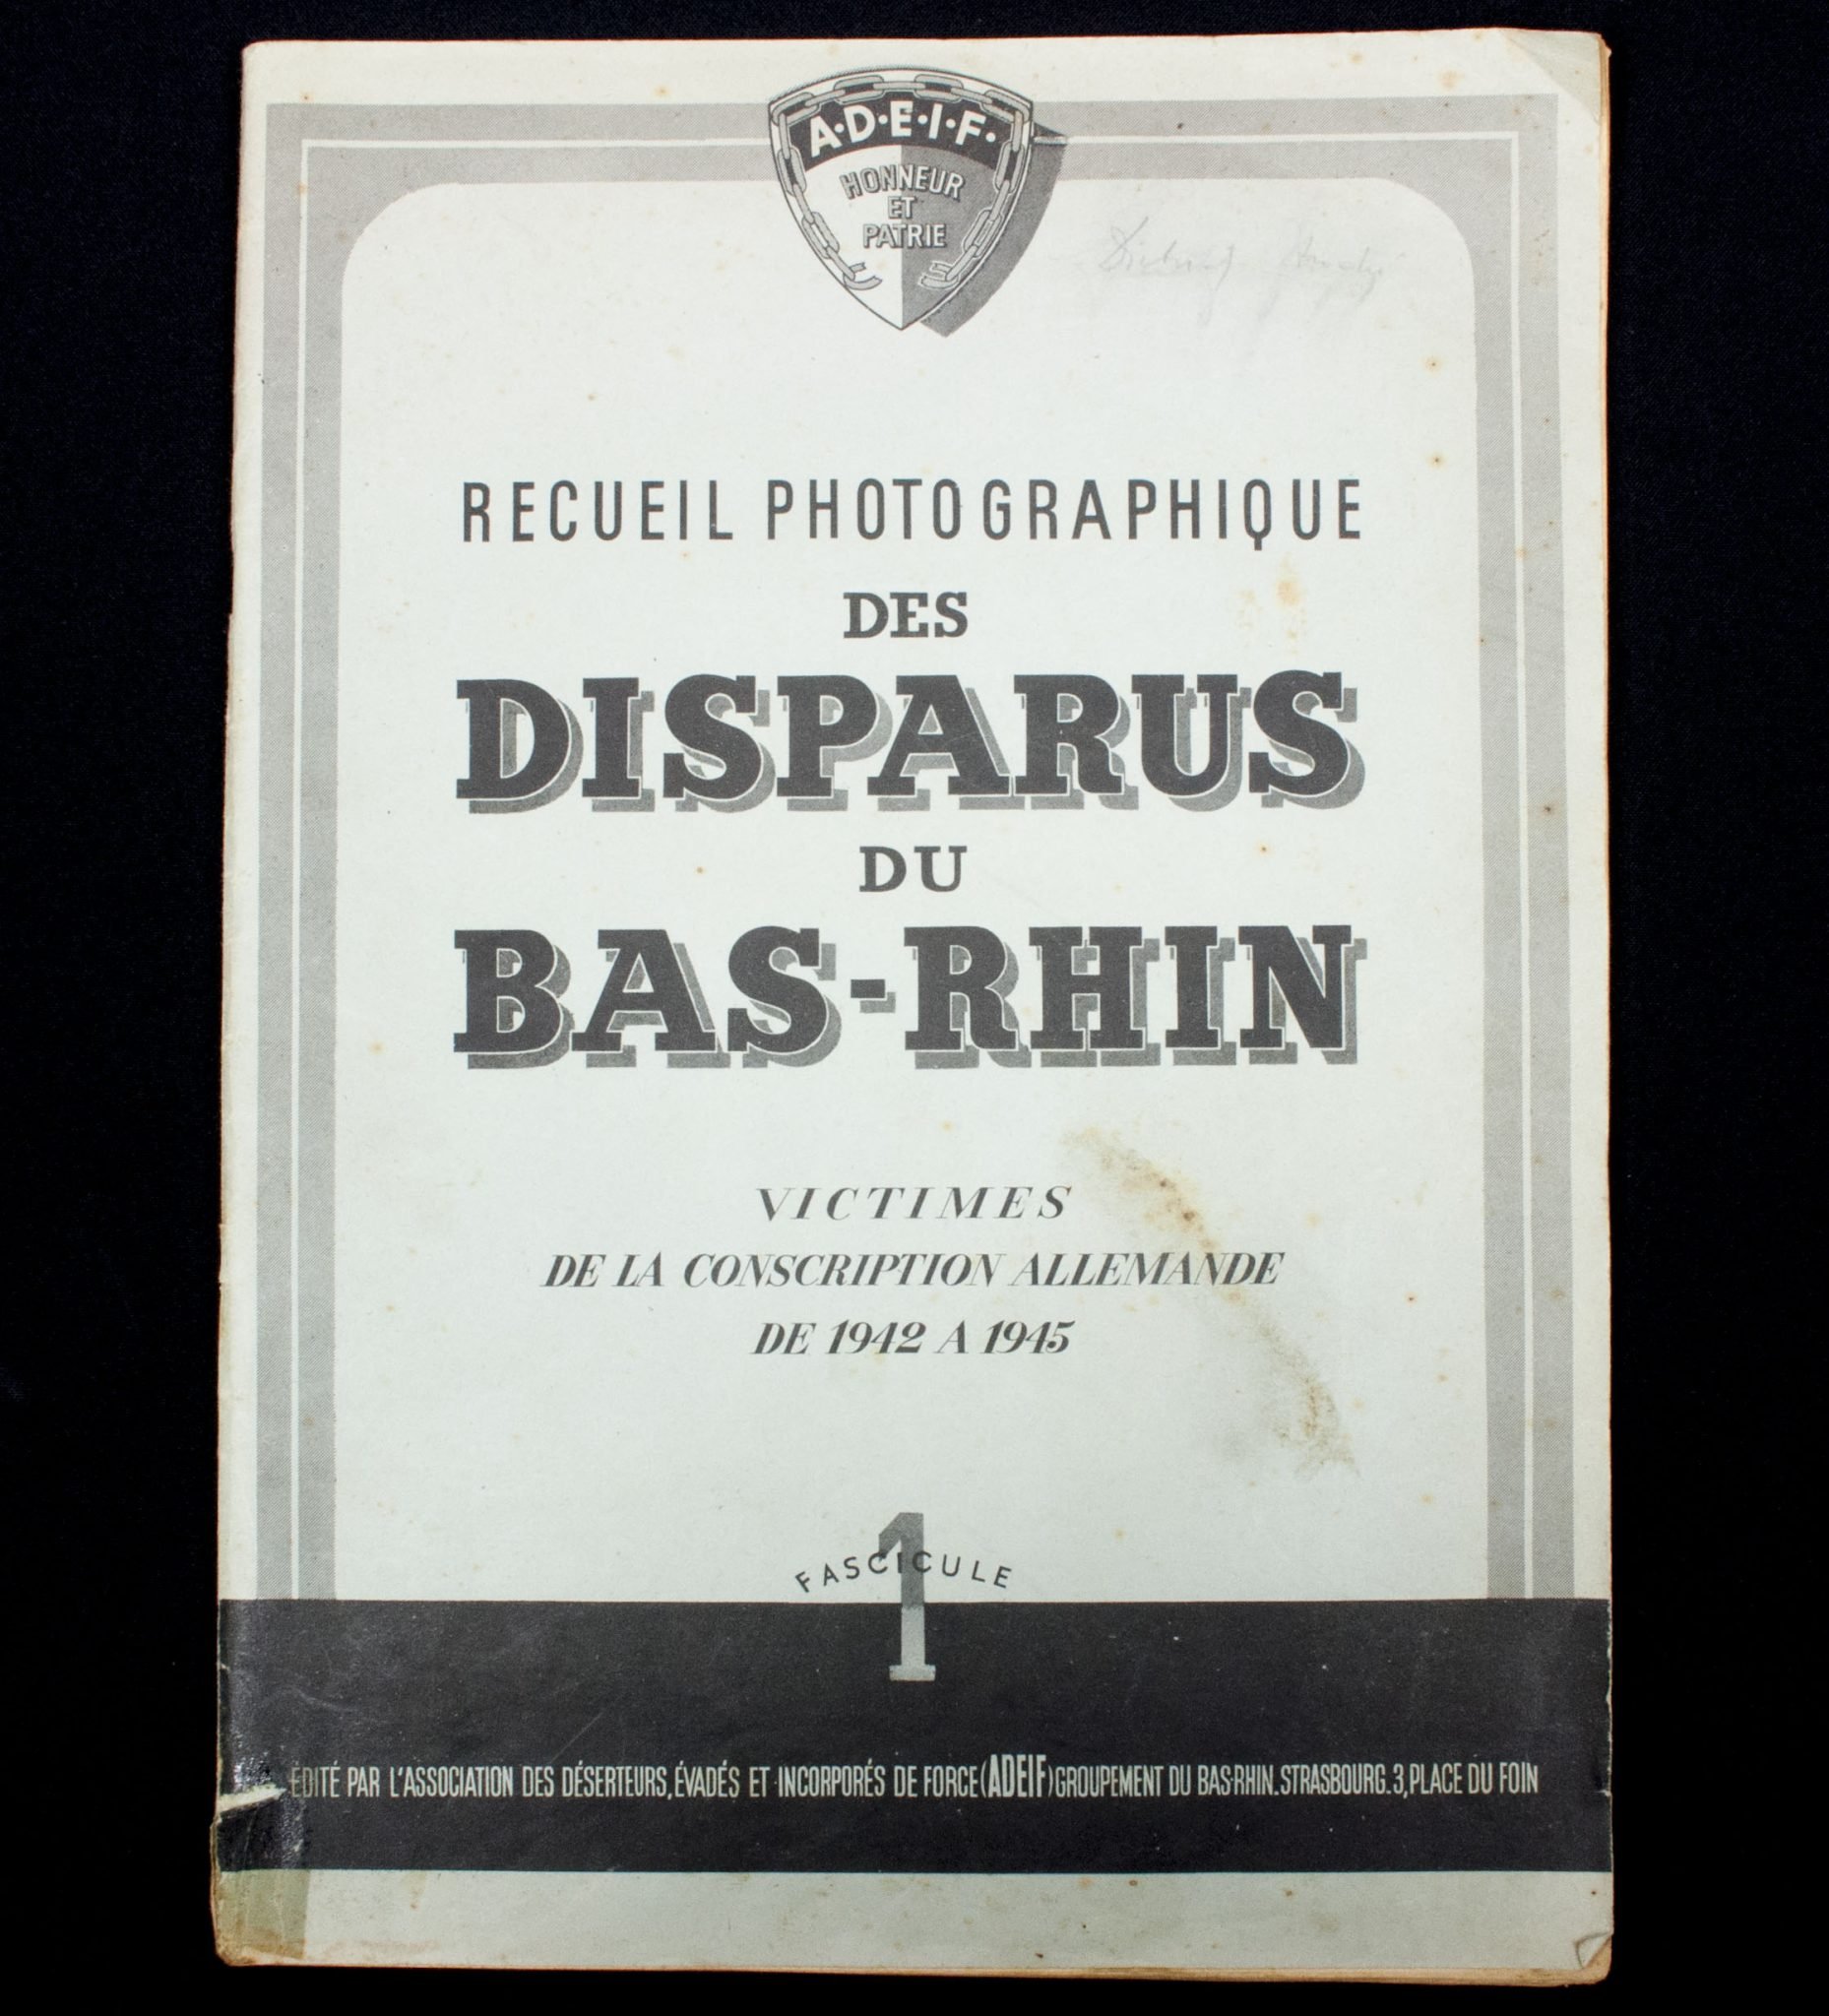 A·D·E·I·F·
HONNEUR
ET
PATRIE
RECUEIL PHOTOGRAPHIQUE
DES
DISPARUS
DU
BAS-RHIN
VICTIMES
DE LA CONSCRIPTION ALLEMANDE
DE 1942 A 1945
FASCICULE
1
ÉDITÉ PAR L'ASSOCIATION DES DÉSERTEURS, ÉVADÉS ET INCORPORÉS DE FORCE (ADEIF) GROUPEMENT DU BAS-RHIN. STRASBOURG. 3, PLACE DU FOIN